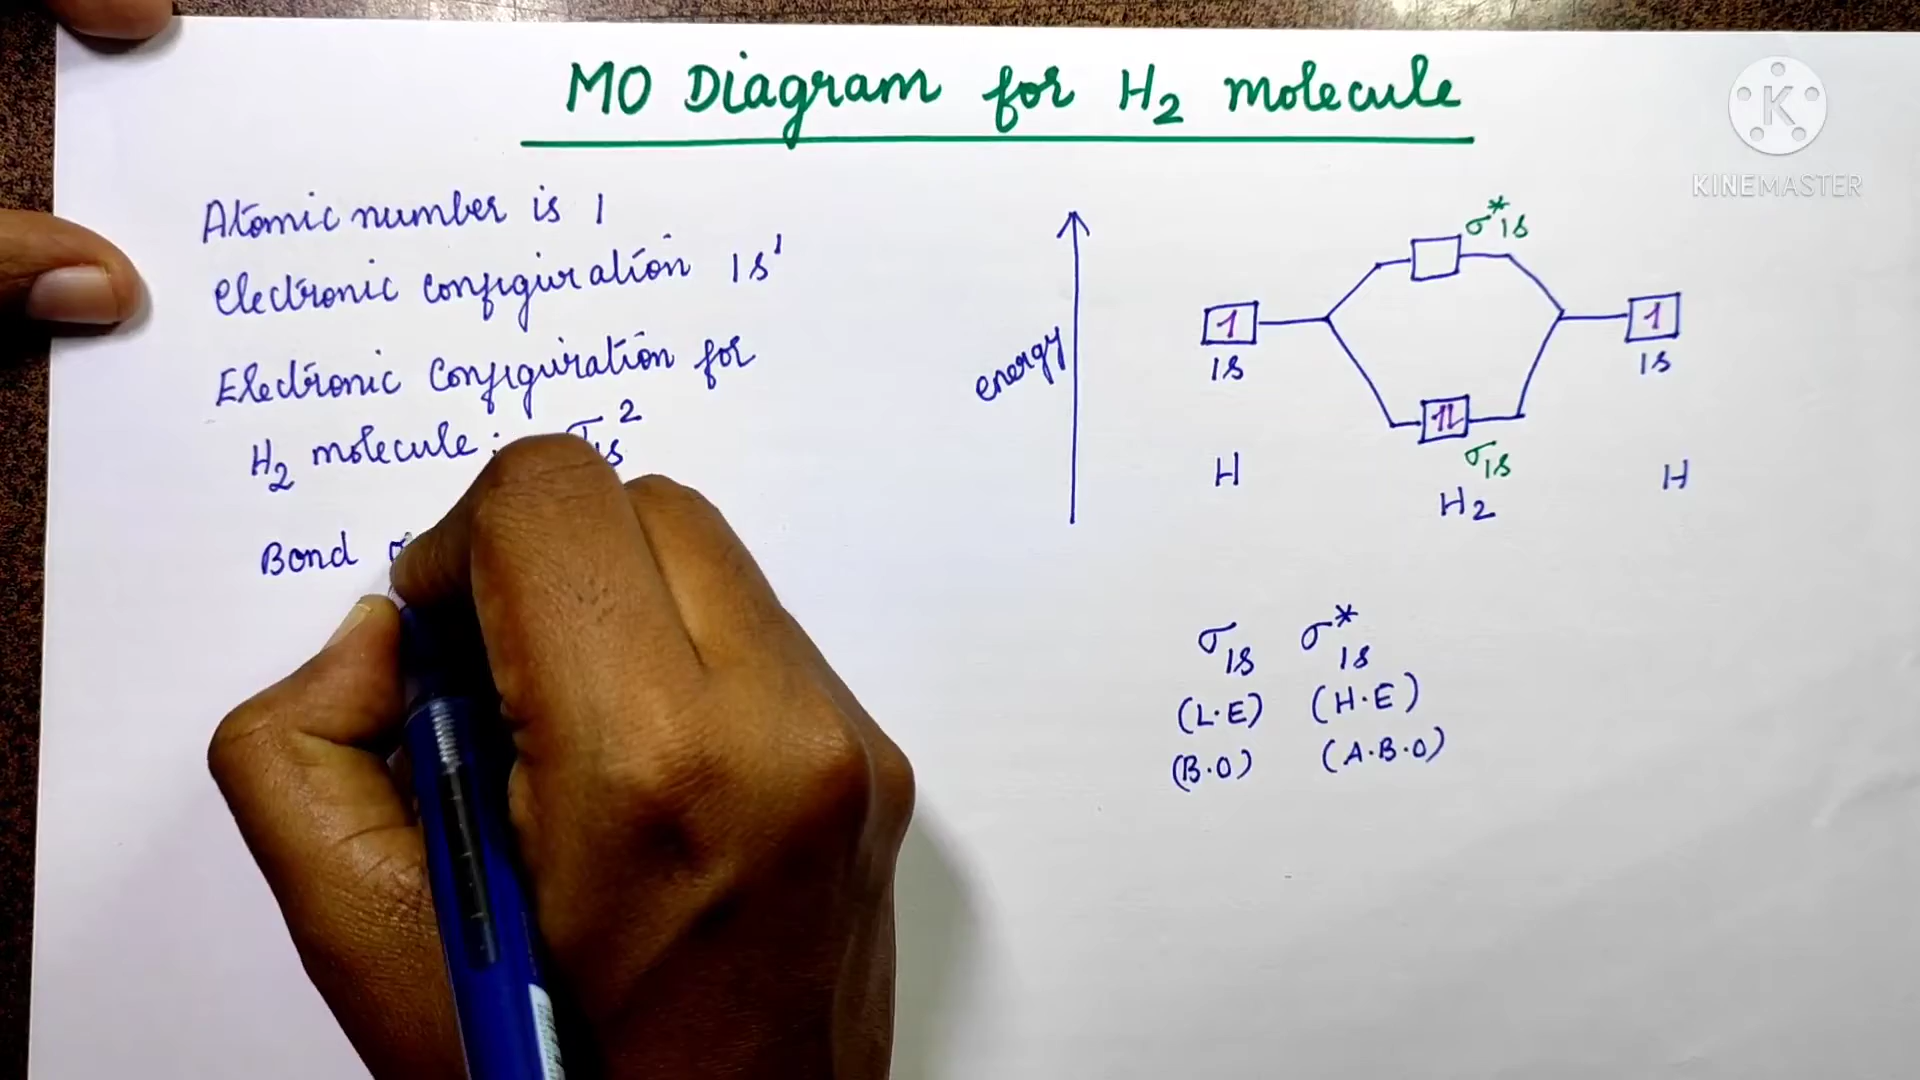 MO Diagram for H₂ molecule
KINEMASTER
Atomic number is 1
Electronic configuration 1s¹
Electronic configuration for
H₂ molecule σ1s²
Bond
energy
σ*1s
1 1
1s 1s
1L
σ1s
H H₂ H
σ1s σ*1s
(L.E) (H.E)
(B.O) (A.B.O)